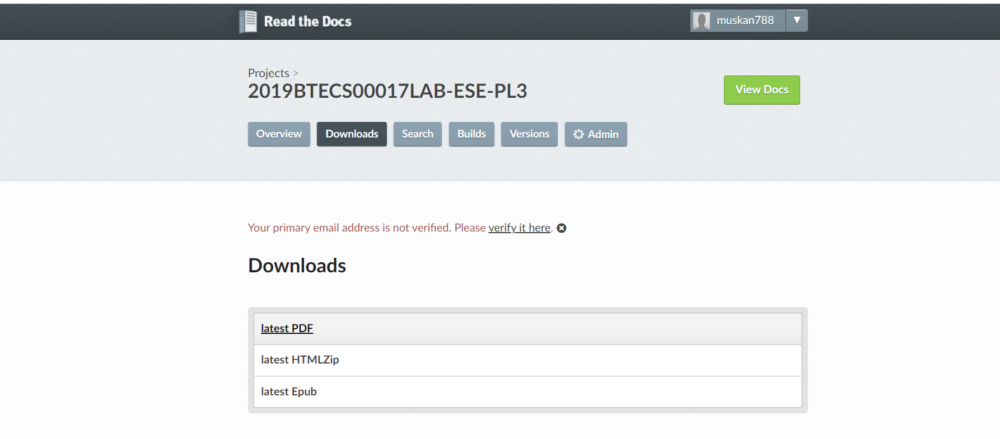 Read the Docs
muskan788 ▼
Projects >
2019BTECS00017LAB-ESE-PL3
View Docs
Overview Downloads Search Builds Versions Admin
Your primary email address is not verified. Please verify it here.
Downloads
latest PDF
latest HTMLZip
latest Epub